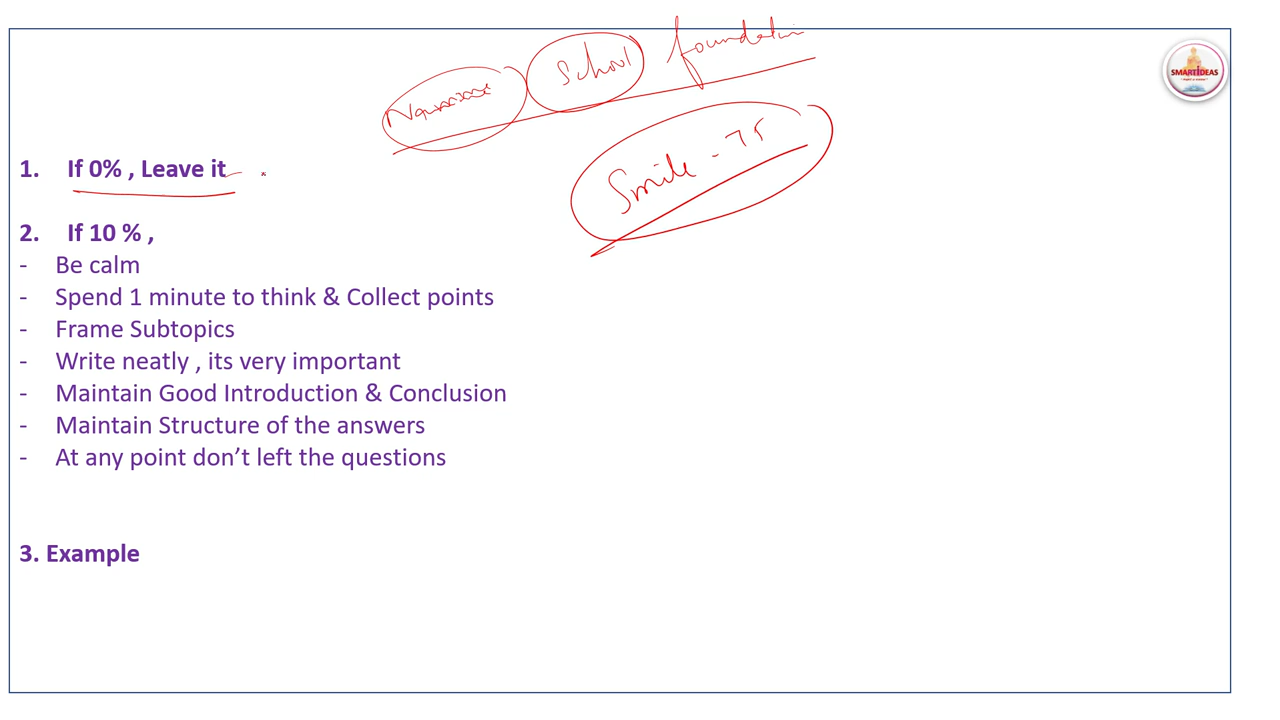 School foundation
Smile - 75
SMARTIDEAS
1. If 0% , Leave it
2. If 10 % ,
- Be calm
- Spend 1 minute to think & Collect points
- Frame Subtopics
- Write neatly , its very important
- Maintain Good Introduction & Conclusion
- Maintain Structure of the answers
- At any point don’t left the questions
3. Example